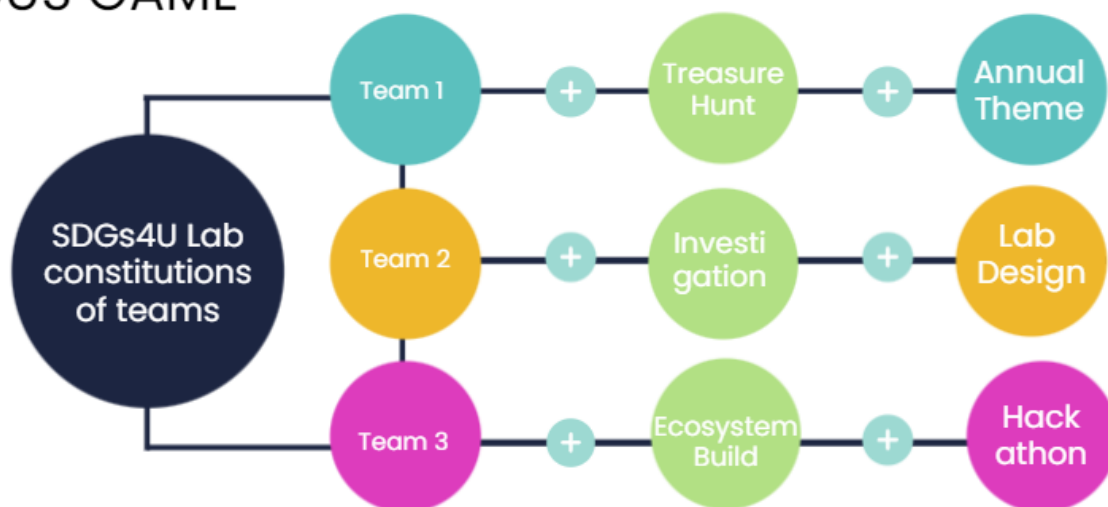 GAME
SDGs4U Lab
constitutions
of teams
Team 1
+
Treasure
Hunt
+
Annual
Theme
Team 2
+
Investi
gation
+
Lab
Design
Team 3
+
Ecosystem
Build
+
Hack
athon